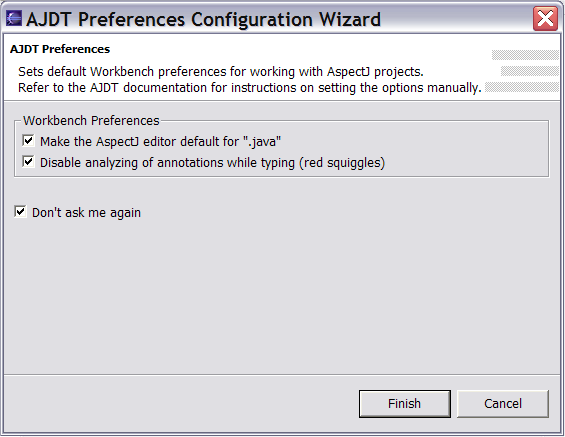 AJDT Preferences Configuration Wizard
AJDT Preferences
Sets default Workbench preferences for working with AspectJ projects.
Refer to the AJDT documentation for instructions on setting the options manually.
Workbench Preferences
Make the AspectJ editor default for ".java"
Disable analyzing of annotations while typing (red squiggles)
Don't ask me again
Finish
Cancel